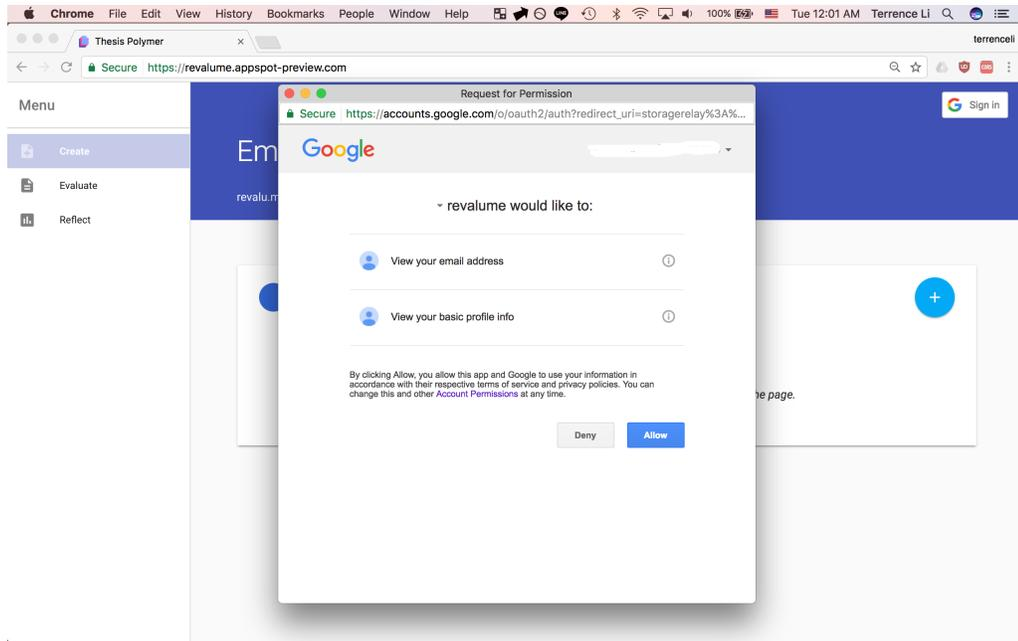 Chrome File Edit View History Bookmarks People Window Help 100% Tue 12:01 AM Terrence Li
Thesis Polymer
terrenceli
Secure https://revalume.appspot-preview.com
Menu
Create
Evaluate
Reflect
Em
revalu.m
Sign in
he page.
Request for Permission
Secure https://accounts.google.com/o/oauth2/auth?redirect_uri=storagerelay%3A%...
Google
revalume would like to:
View your email address
View your basic profile info
By clicking Allow, you allow this app and Google to use your information in
accordance with their respective terms of service and privacy policies. You can
change this and other Account Permissions at any time.
Deny Allow